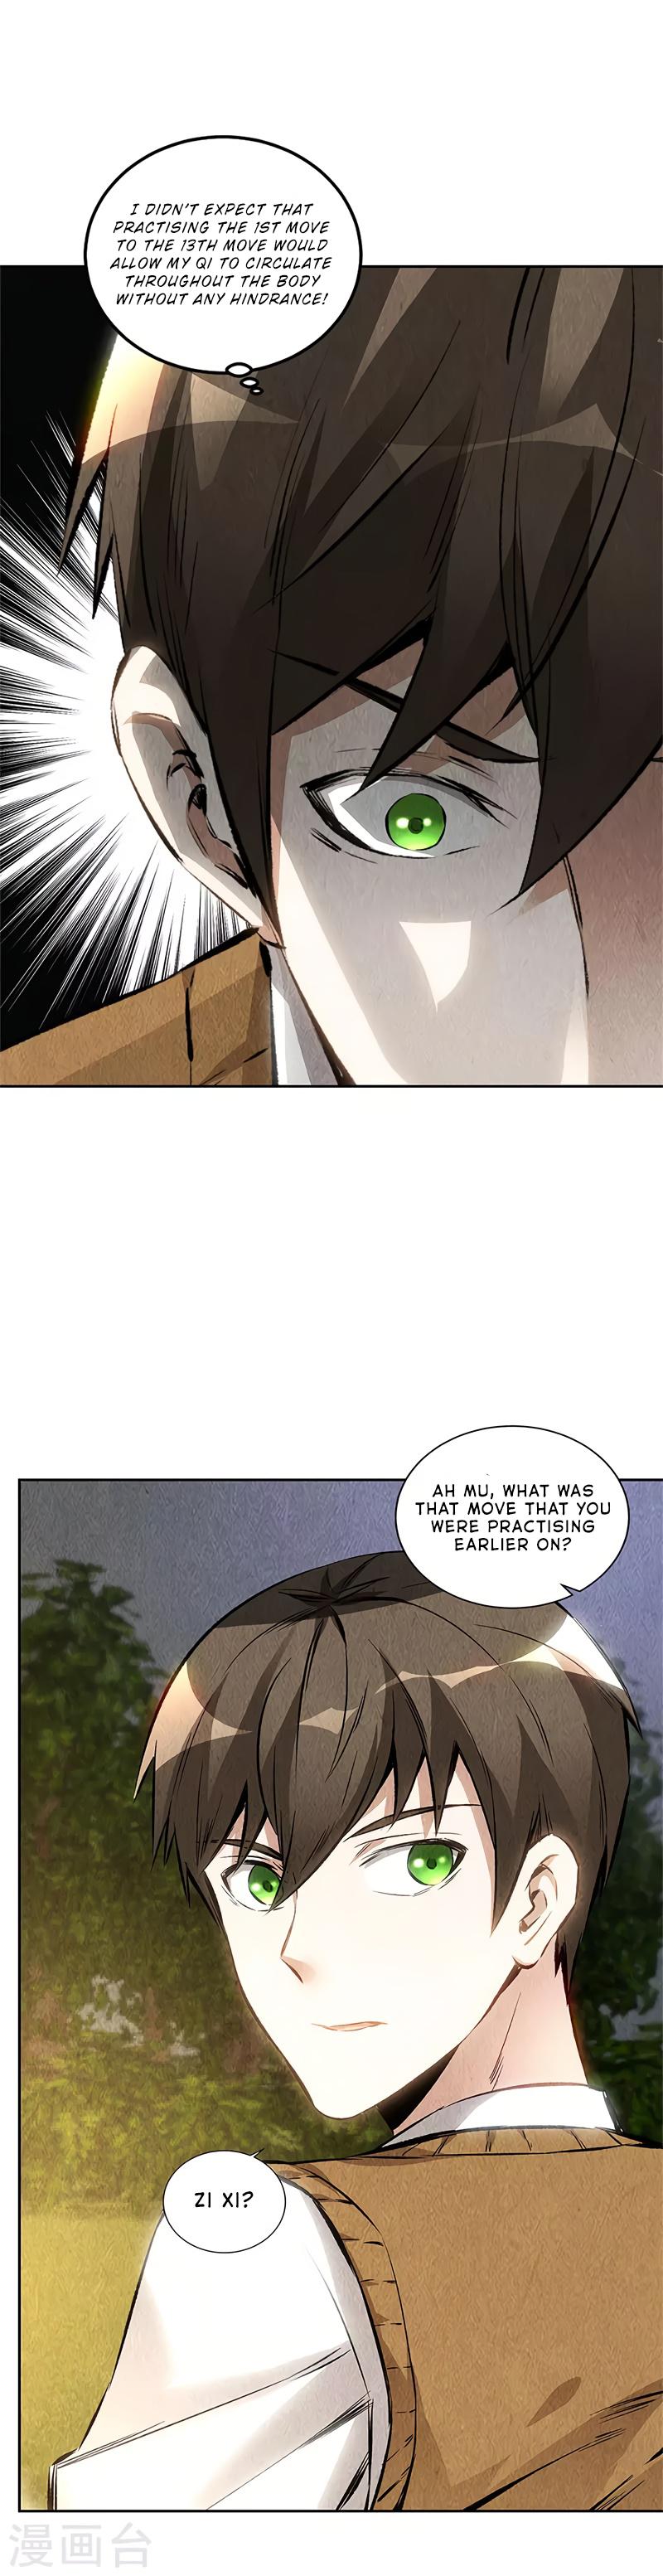 I DIDN'T EXPECT THAT
PRACTISING THE 1ST MOVE
TO THE 13TH MOVE WOULD
ALLOW MY QI TO CIRCULATE
THROUGHOUT THE BODY
WITHOUT ANY HINDRANCE!
AH MU, WHAT WAS
THAT MOVE THAT YOU
WERE PRACTISING
EARLIER ON?
ZI XI?
漫画台